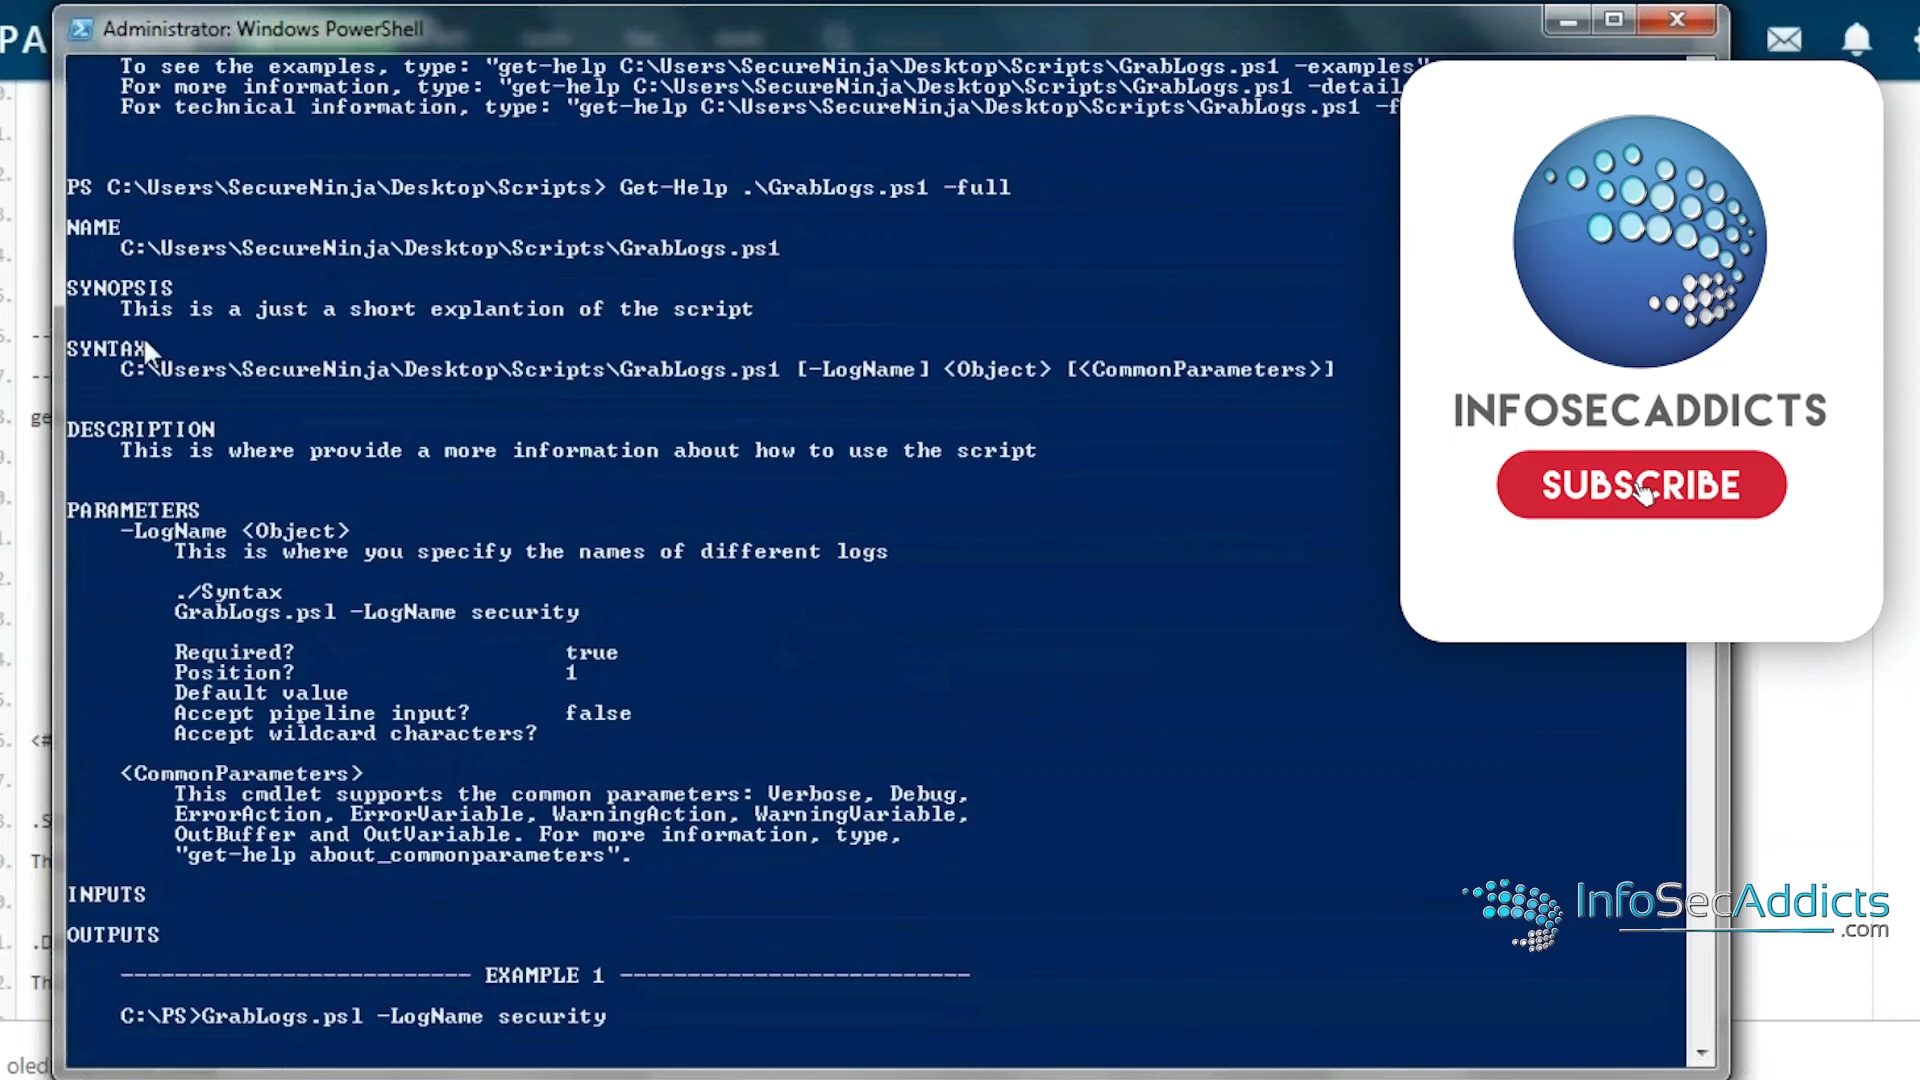 PA
Administrator: Windows PowerShell
To see the examples, type: "get-help C:\Users\SecureNinja\Desktop\Scripts\GrabLogs.ps1 -examples"
For more information, type: "get-help C:\Users\SecureNinja\Desktop\Scripts\GrabLogs.ps1 -detail
For technical information, type: "get-help C:\Users\SecureNinja\Desktop\Scripts\GrabLogs.ps1 -f
PS C:\Users\SecureNinja\Desktop\Scripts> Get-Help .\GrabLogs.ps1 -full
NAME
C:\Users\SecureNinja\Desktop\Scripts\GrabLogs.ps1
SYNOPSIS
This is a just a short explantion of the script
SYNTAX
C:\Users\SecureNinja\Desktop\Scripts\GrabLogs.ps1 [-LogName] <Object> [<CommonParameters>]
DESCRIPTION
This is where provide a more information about how to use the script
PARAMETERS
-LogName <Object>
This is where you specify the names of different logs
./Syntax
GrabLogs.psl -LogName security
Required? true
Position? 1
Default value
Accept pipeline input? false
Accept wildcard characters?
<CommonParameters>
This cmdlet supports the common parameters: Verbose, Debug,
ErrorAction, ErrorVariable, WarningAction, WarningVariable,
OutBuffer and OutVariable. For more information, type,
"get-help about_commonparameters".
INPUTS
OUTPUTS
-------------------------- EXAMPLE 1 --------------------------
C:\PS>GrabLogs.psl -LogName security
INFOSECADDICTS
SUBSCRIBE
InfoSecAddicts
.com
ge
<#
.S
Th
.D
Th
oled